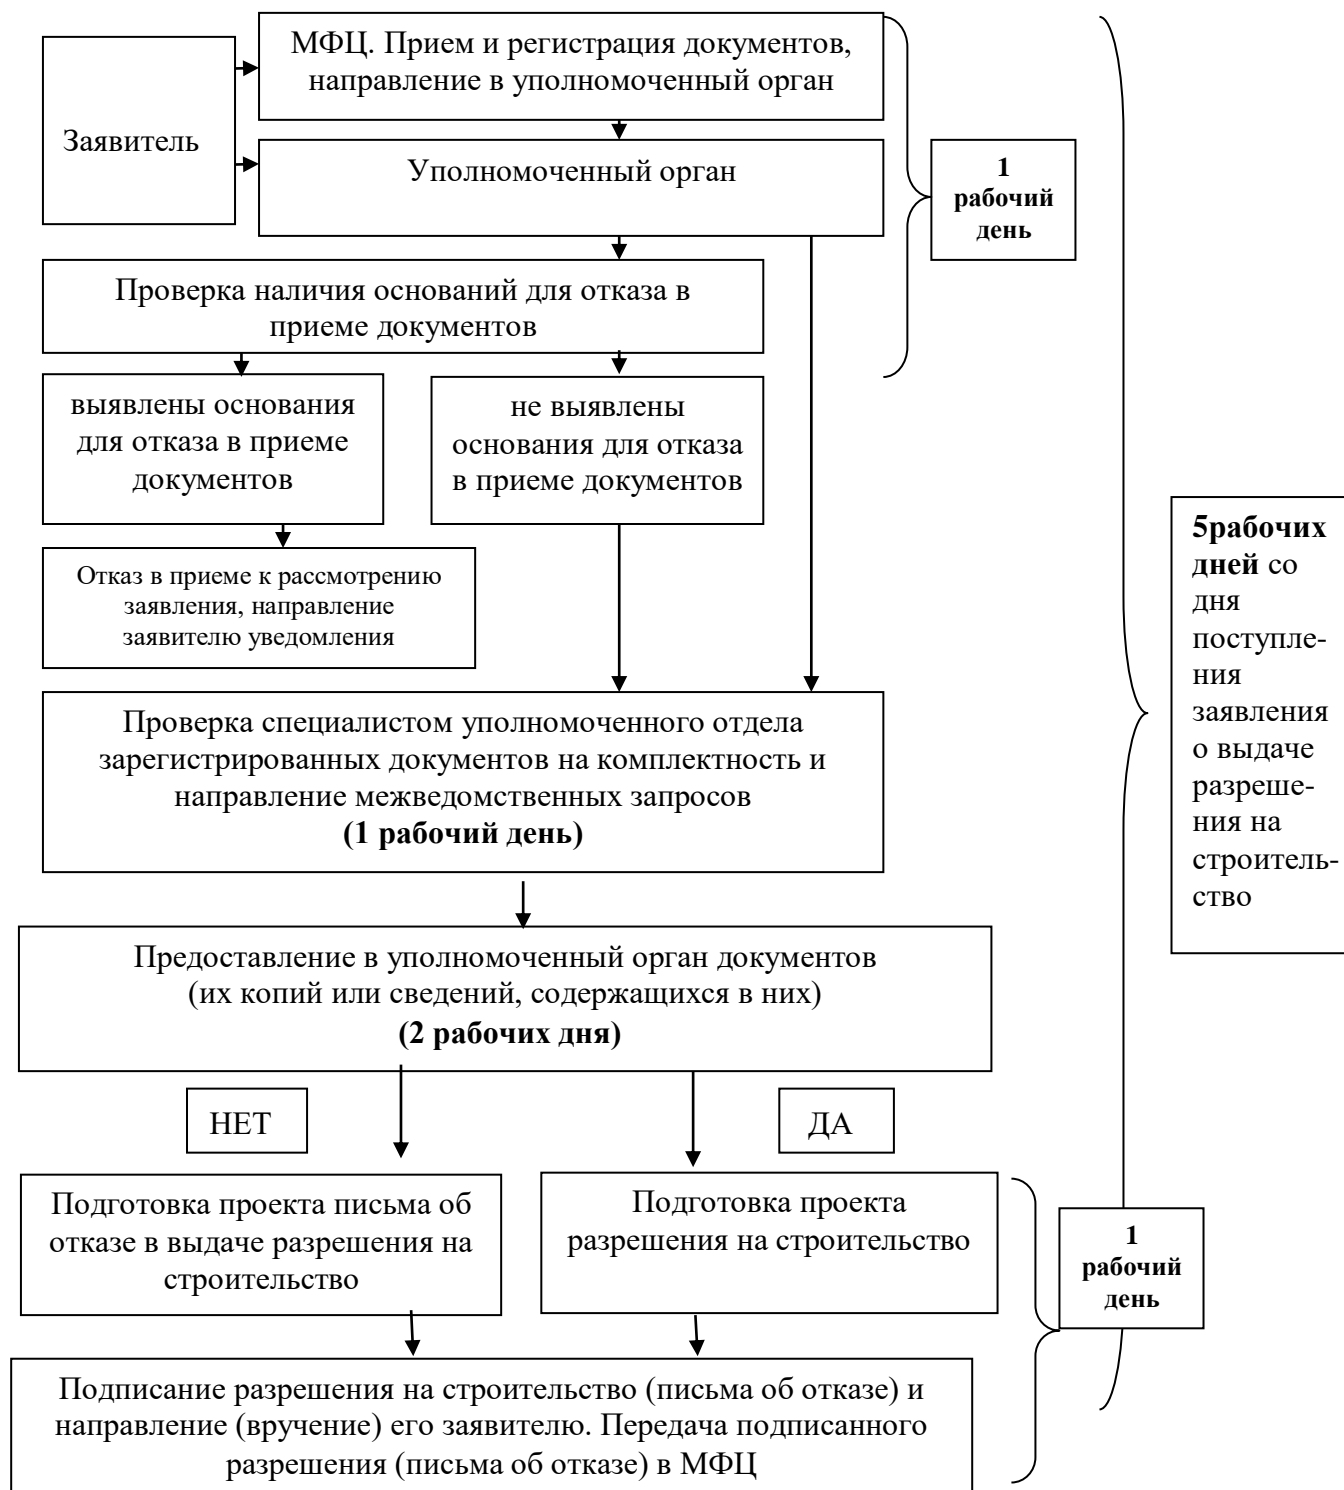 МФЦ. Прием и регистрация документов,
направление в уполномоченный орган
Заявитель
Уполномоченный орган
1
рабочий
день
Проверка наличия оснований для отказа в
приеме документов
выявлены основания
для отказа в приеме
документов
не выявлены
основания для отказа
в приеме документов
Отказ в приеме к рассмотрению
заявления, направление
заявителю уведомления
5рабочих
дней со
дня
поступле-
ния
заявления
о выдаче
разреше-
ния на
строитель-
ство
Проверка специалистом уполномоченного отдела
зарегистрированных документов на комплектность и
направление межведомственных запросов
(1 рабочий день)
Предоставление в уполномоченный орган документов
(их копий или сведений, содержащихся в них)
(2 рабочих дня)
НЕТ
ДА
Подготовка проекта письма об
отказе в выдаче разрешения на
строительство
Подготовка проекта
разрешения на строительство
1
рабочий
день
Подписание разрешения на строительство (письма об отказе) и
направление (вручение) его заявителю. Передача подписанного
разрешения (письма об отказе) в МФЦ